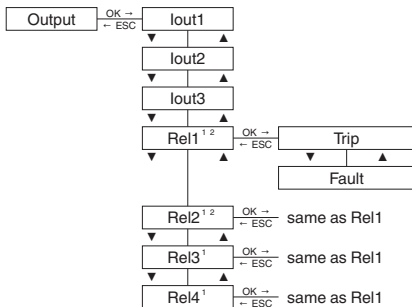 Output OK → ← ESC Iout1
▼ ▲
Iout2
Iout3
▼ ▲
Rel1 1 2 OK → ← ESC Trip
▼ ▲ ▼ ▲
Fault
Rel2 1 2 OK → ← ESC same as Rel1
▼ ▲
Rel3 1 OK → ← ESC same as Rel1
▼ ▲
Rel4 1 OK → ← ESC same as Rel1